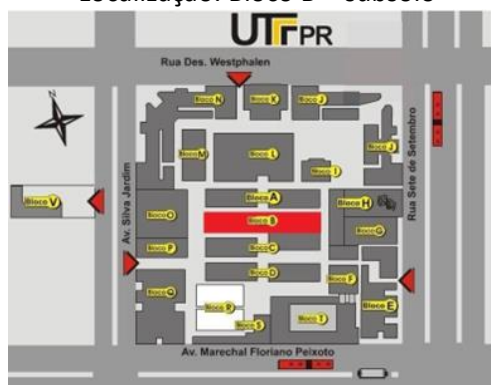 Localização: Bloco B - Subsolo
UTFPR
Rua Des. Westphalen
Bloco N
Bloco K
Bloco J
Bloco M
Bloco L
Bloco J
Bloco I
Rua Sete de Setembro
Bloco A
Bloco V
Av. Silva Jardim
Bloco H
Bloco O
Bloco B
Bloco G
Bloco P
Bloco C
Bloco D
Bloco F
Bloco Q
Bloco R
Bloco E
Bloco S
Bloco T
Av. Marechal Floriano Peixoto